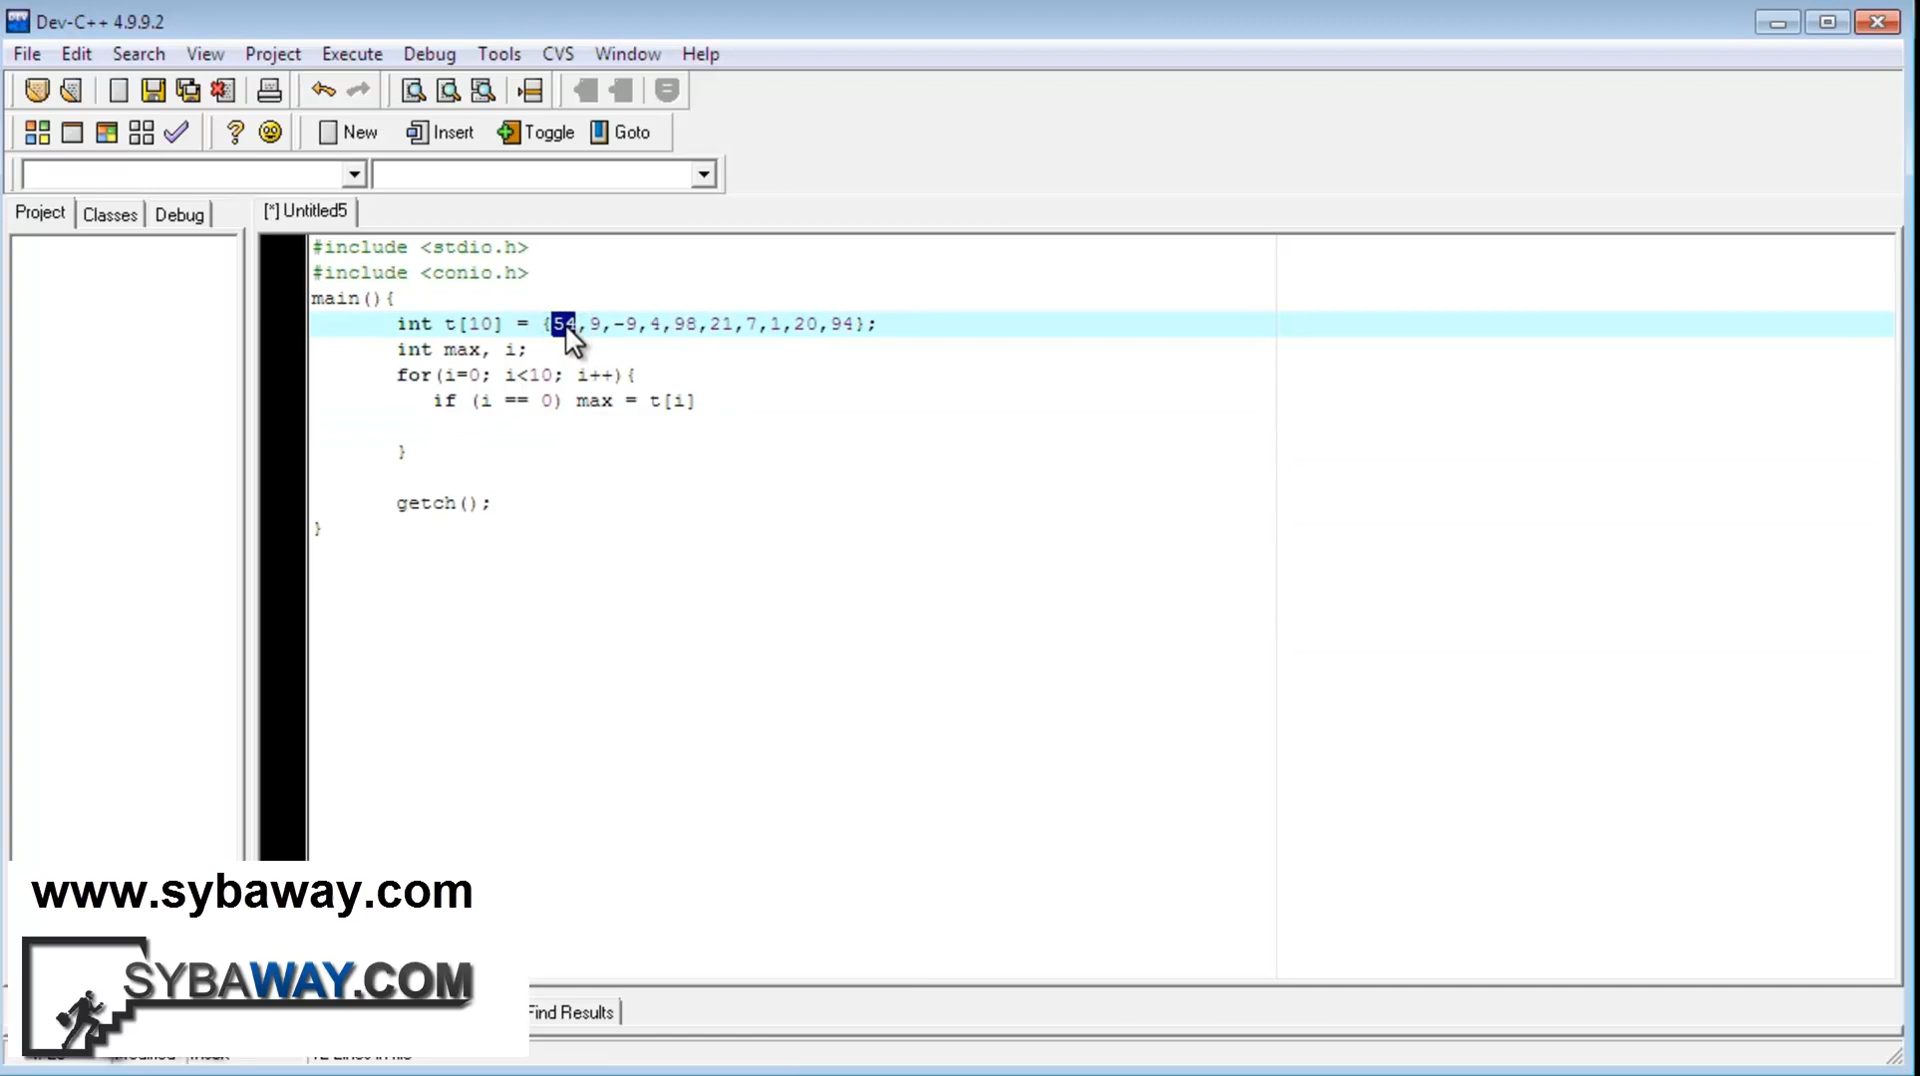 Dev-C++ 4.9.9.2
File Edit Search View Project Execute Debug Tools CVS Window Help
New Insert Toggle Goto
Project Classes Debug [*] Untitled5
#include <stdio.h>
#include <conio.h>
main(){
int t[10] = {54,9,-9,4,98,21,7,1,20,94};
int max, i;
for(i=0; i<10; i++){
if (i == 0) max = t[i]
}
getch();
}
www.sybaway.com
SYBAWAY.COM
Find Results